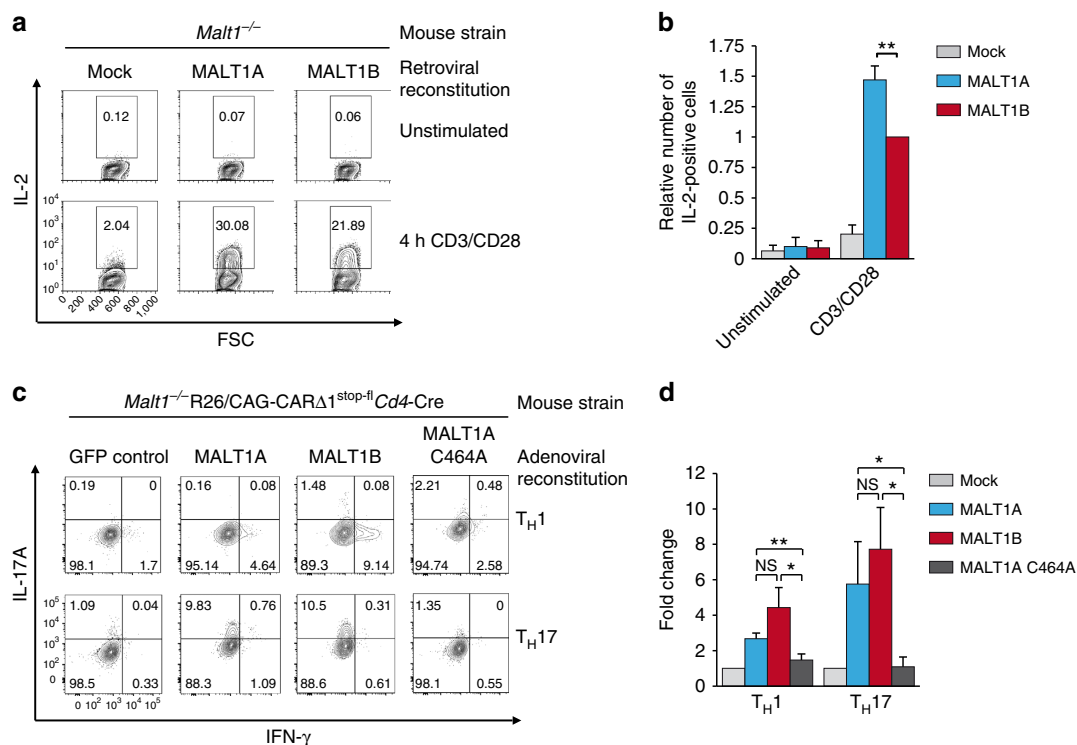 a
Malt1–/–
Mouse strain
Mock MALT1A MALT1B
Retroviral
reconstitution
0.12 0.07 0.06
Unstimulated
IL-2
10⁴
10³
10²
10¹
10⁰
2.04 30.08 21.89
4 h CD3/CD28
0 200 400 600 800 1,000
FSC
b
Relative number of
IL-2-positive cells
1.75
1.5
1.25
1
0.75
0.5
0.25
0
**
Unstimulated
CD3/CD28
Mock
MALT1A
MALT1B
c
Malt1–/–R26/CAG-CARΔ1stop-flCd4-Cre
Mouse strain
GFP control MALT1A MALT1B MALT1A
C464A
Adenoviral
reconstitution
0.19 0 0.16 0.08 1.48 0.08 2.21 0.48
TH1
98.1 1.7 95.14 4.64 89.3 9.14 94.74 2.58
IL-17A
10⁵
10⁴
10³
10²
0
1.09 0.04 9.83 0.76 10.5 0.31 1.35 0
TH17
98.5 0.33 88.3 1.09 88.6 0.61 98.1 0.55
0 10² 10³ 10⁴ 10⁵
IFN-γ
d
Fold change
12
10
8
6
4
2
0
**
NS *
*
NS *
TH1 TH17
Mock
MALT1A
MALT1B
MALT1A C464A